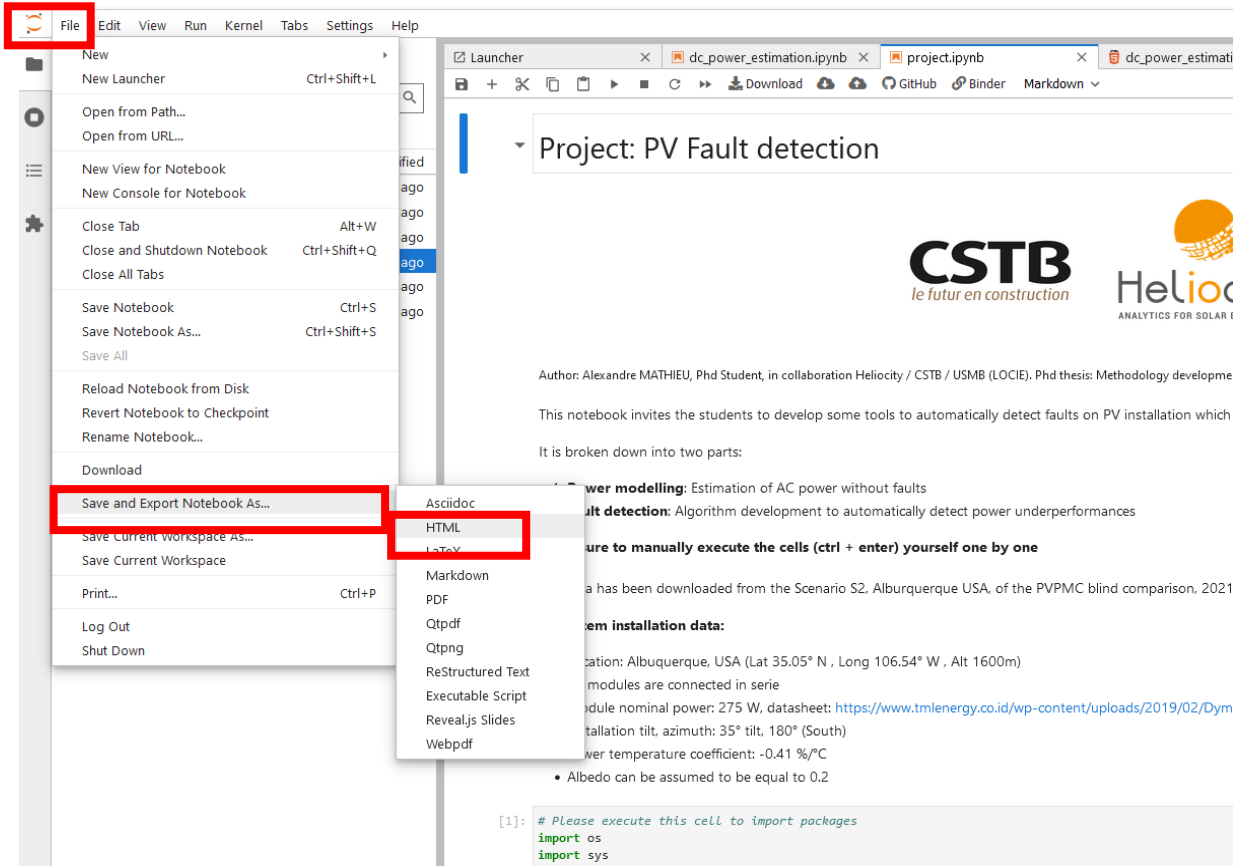 File Edit View Run Kernel Tabs Settings Help
New
New Launcher Ctrl+Shift+L
Open from Path...
Open from URL...
New View for Notebook
New Console for Notebook
Close Tab Alt+W
Close and Shutdown Notebook Ctrl+Shift+Q
Close All Tabs
Save Notebook Ctrl+S
Save Notebook As... Ctrl+Shift+S
Save All
Reload Notebook from Disk
Revert Notebook to Checkpoint
Rename Notebook...
Download
Save and Export Notebook As...
Save Current Workspace As...
Save Current Workspace
Print... Ctrl+P
Log Out
Shut Down
Asciidoc
HTML
LaTeX
Markdown
PDF
Qtpdf
Qtpng
ReStructured Text
Executable Script
Reveal.js Slides
Webpdf
ified
ago
ago
ago
ago
ago
ago
Launcher dc_power_estimation.ipynb project.ipynb dc_power_estimati
Download GitHub Binder Markdown
Project: PV Fault detection
CSTB
le futur en construction
Helioc
ANALYTICS FOR SOLAR E
Author: Alexandre MATHIEU, Phd Student, in collaboration Heliocity / CSTB / USMB (LOCIE). Phd thesis: Methodology developme
This notebook invites the students to develop some tools to automatically detect faults on PV installation which
It is broken down into two parts:
wer modelling: Estimation of AC power without faults
ult detection: Algorithm development to automatically detect power underperformances
sure to manually execute the cells (ctrl + enter) yourself one by one
a has been downloaded from the Scenario S2, Alburquerque USA, of the PVPMC blind comparison, 2021
tem installation data:
cation: Albuquerque, USA (Lat 35.05° N , Long 106.54° W , Alt 1600m)
modules are connected in serie
odule nominal power: 275 W, datasheet: https://www.tmlenergy.co.id/wp-content/uploads/2019/02/Dym
tallation tilt, azimuth: 35° tilt, 180° (South)
wer temperature coefficient: -0.41 %/°C
• Albedo can be assumed to be equal to 0.2
[1]: # Please execute this cell to import packages
import os
import sys